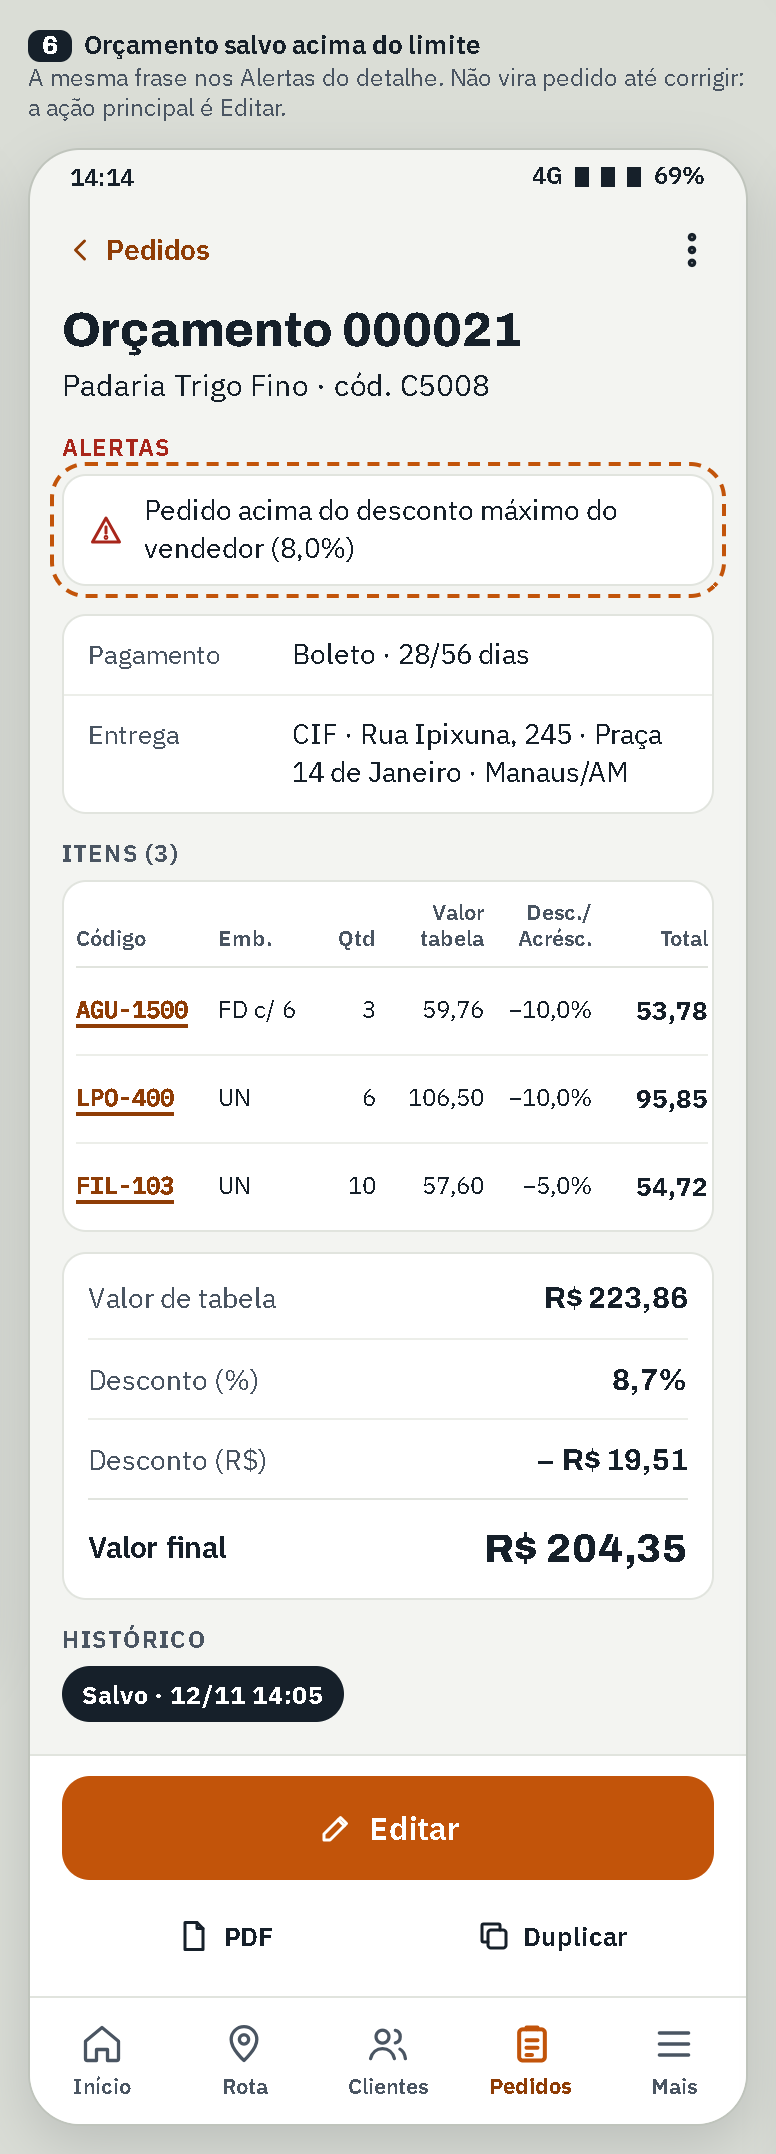 6 Orçamento salvo acima do limite
A mesma frase nos Alertas do detalhe. Não vira pedido até corrigir:
a ação principal é Editar.
14:14 4G 69%
Pedidos
Orçamento 000021
Padaria Trigo Fino · cód. C5008
ALERTAS
Pedido acima do desconto máximo do
vendedor (8,0%)
Pagamento Boleto · 28/56 dias
Entrega CIF · Rua Ipixuna, 245 · Praça
14 de Janeiro · Manaus/AM
ITENS (3)
Valor Desc./
Código Emb. Qtd tabela Acrésc. Total
AGU-1500 FD c/ 6 3 59,76 −10,0% 53,78
LPO-400 UN 6 106,50 −10,0% 95,85
FIL-103 UN 10 57,60 −5,0% 54,72
Valor de tabela R$ 223,86
Desconto (%) 8,7%
Desconto (R$) – R$ 19,51
Valor final R$ 204,35
HISTÓRICO
Salvo · 12/11 14:05
Editar
PDF Duplicar
Início Rota Clientes Pedidos Mais